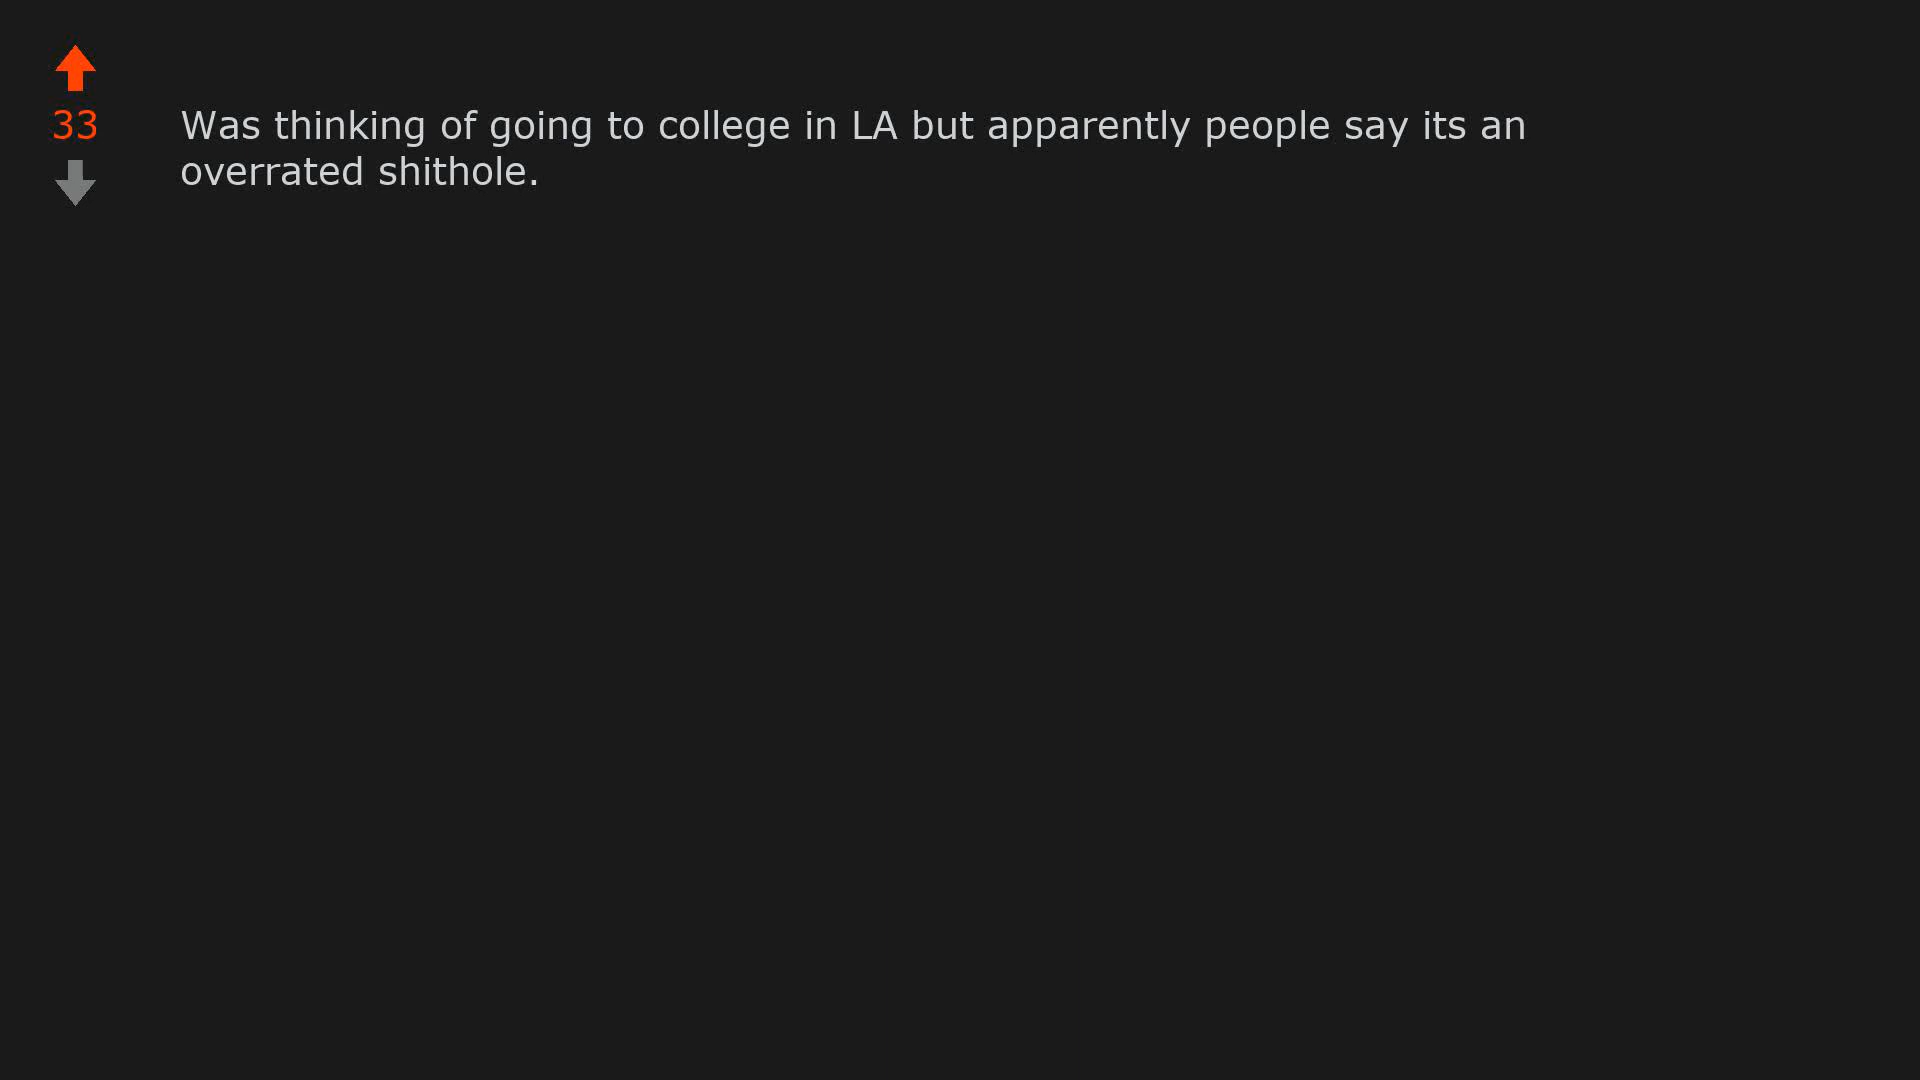 33
Was thinking of going to college in LA but apparently people say its an
overrated shithole.